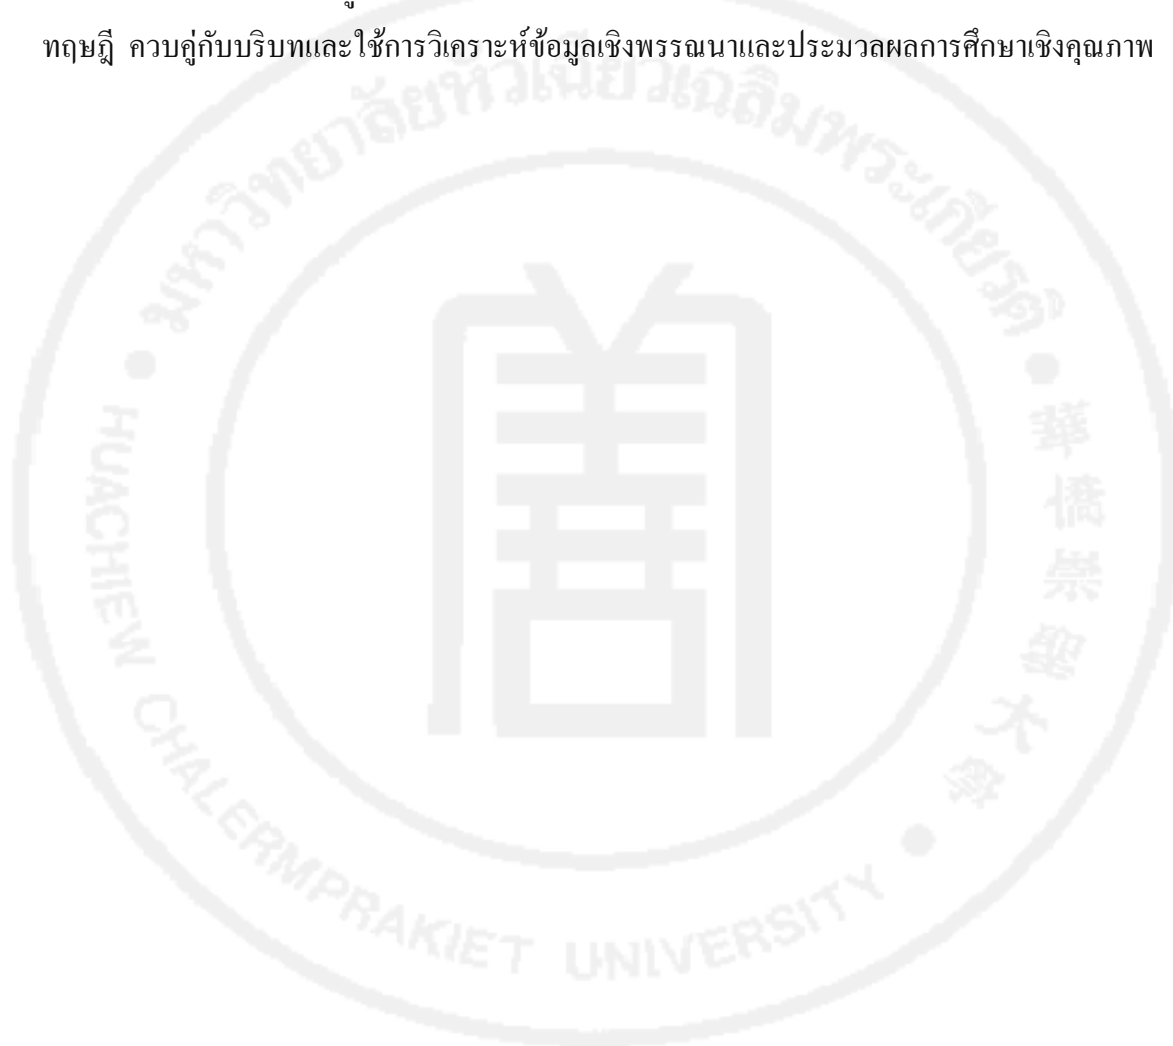 ทฤษฎี ควบคู่กับบริบทและใช้การวิเคราะห์ข้อมูลเชิงพรรณนาและประมวลผลการศึกษาเชิงคุณภาพ
มหาวิทยาลัยหัวเฉียวเฉลิมพระเกียรติ
華僑崇聖大學
HUACHIEW CHALERMPRAKIET UNIVERSITY